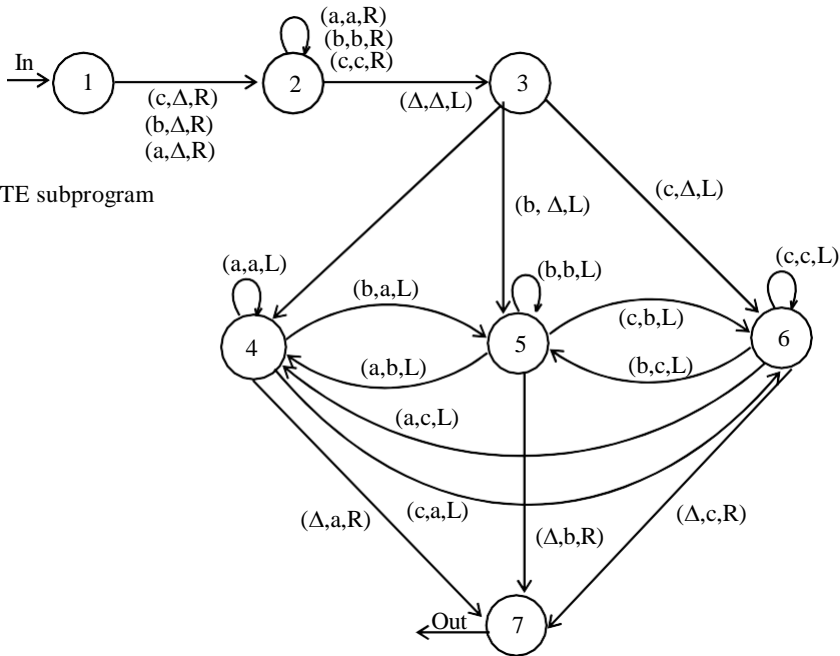 In
1
(c,Δ,R)
(b,Δ,R)
(a,Δ,R)
2
(a,a,R)
(b,b,R)
(c,c,R)
(Δ,Δ,L)
3
TE subprogram
(b, Δ,L)
(c,Δ,L)
(a,a,L)
(b,a,L)
(b,b,L)
(c,b,L)
(c,c,L)
4
5
6
(a,b,L)
(b,c,L)
(a,c,L)
(Δ,a,R)
(c,a,L)
(Δ,b,R)
(Δ,c,R)
Out
7